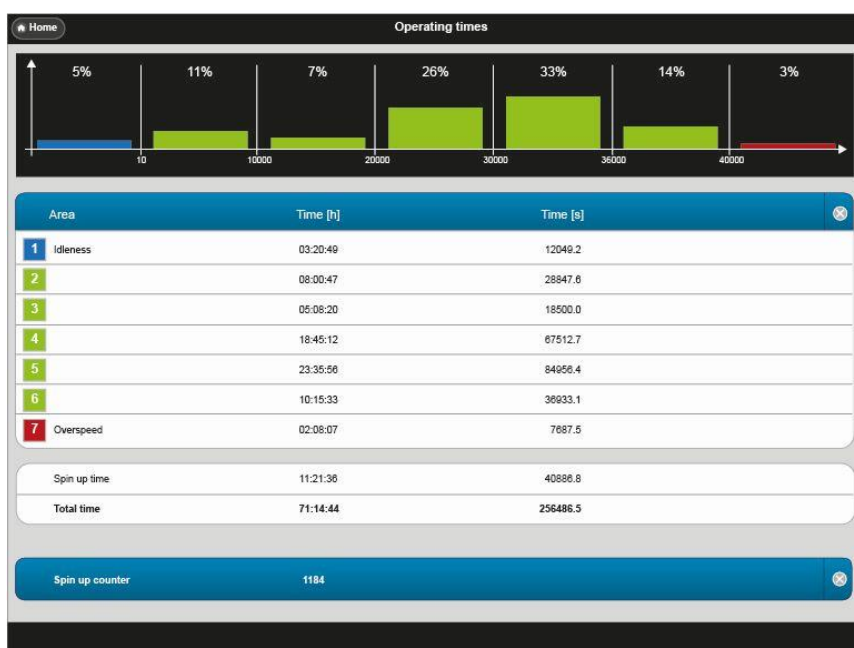 Home
Operating times
5% 11% 7% 26% 33% 14% 3%
10 10000 20000 30000 36000 40000
Area Time [h] Time [s]
1 Idleness 03:20:49 12049.2
2 08:00:47 28847.6
3 05:08:20 18500.0
4 18:45:12 67512.7
5 23:35:56 84956.4
6 10:15:33 36933.1
7 Overspeed 02:08:07 7687.5
Spin up time 11:21:36 40886.8
Total time 71:14:44 256486.5
Spin up counter 1184